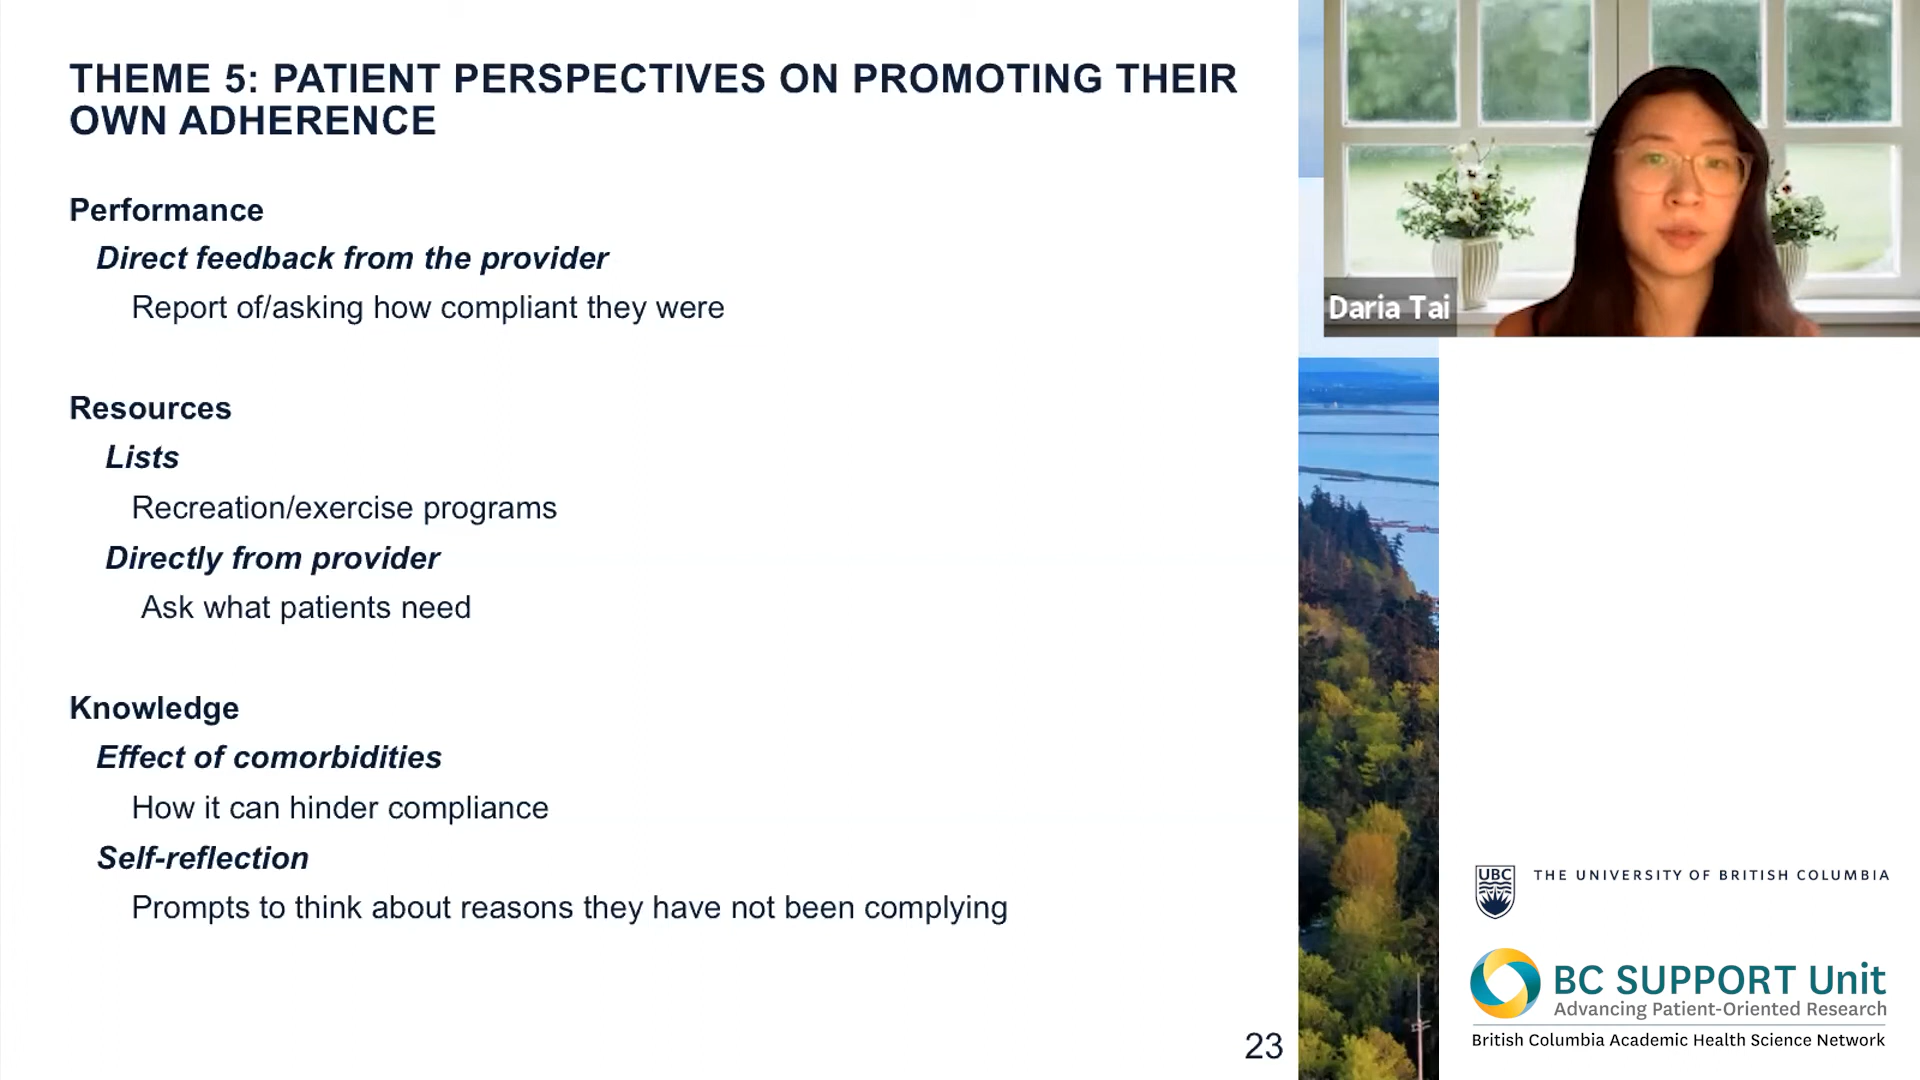 THEME 5: PATIENT PERSPECTIVES ON PROMOTING THEIR
OWN ADHERENCE
Performance
Direct feedback from the provider
Report of/asking how compliant they were
Resources
Lists
Recreation/exercise programs
Directly from provider
Ask what patients need
Knowledge
Effect of comorbidities
How it can hinder compliance
Self-reflection
Prompts to think about reasons they have not been complying
23
Daria Tai
UBC
THE UNIVERSITY OF BRITISH COLUMBIA
BC SUPPORT Unit
Advancing Patient-Oriented Research
British Columbia Academic Health Science Network